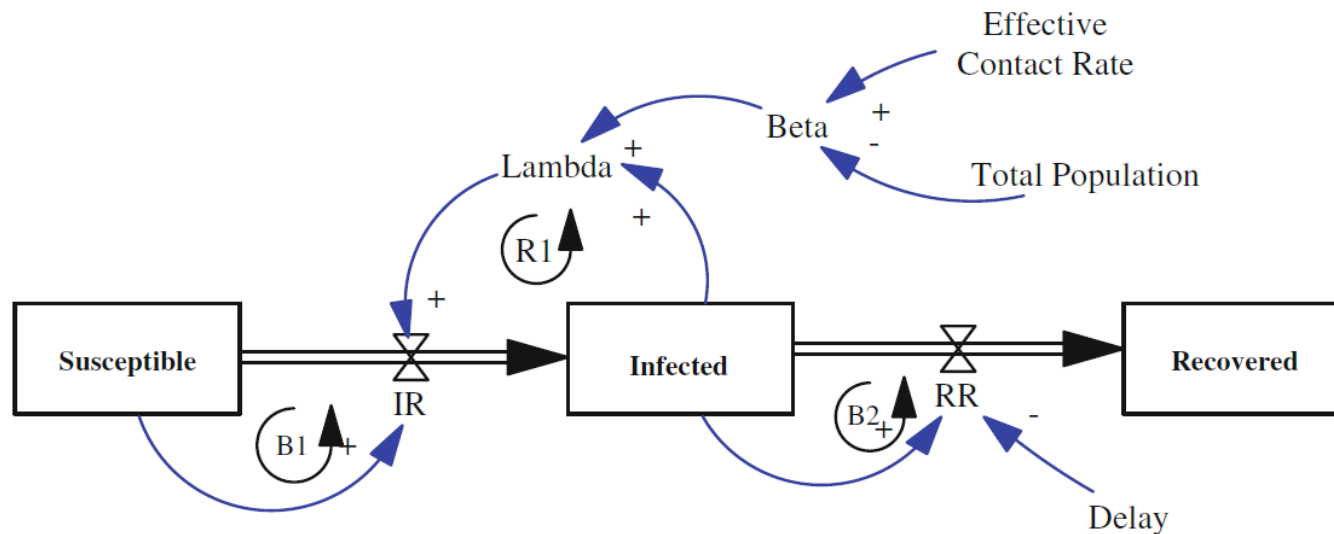 Effective
Contact Rate
+
Beta
-
Total Population
Lambda
+
+
R1
+
Susceptible
IR
Infected
RR
Recovered
B1
+
B2
+
-
Delay